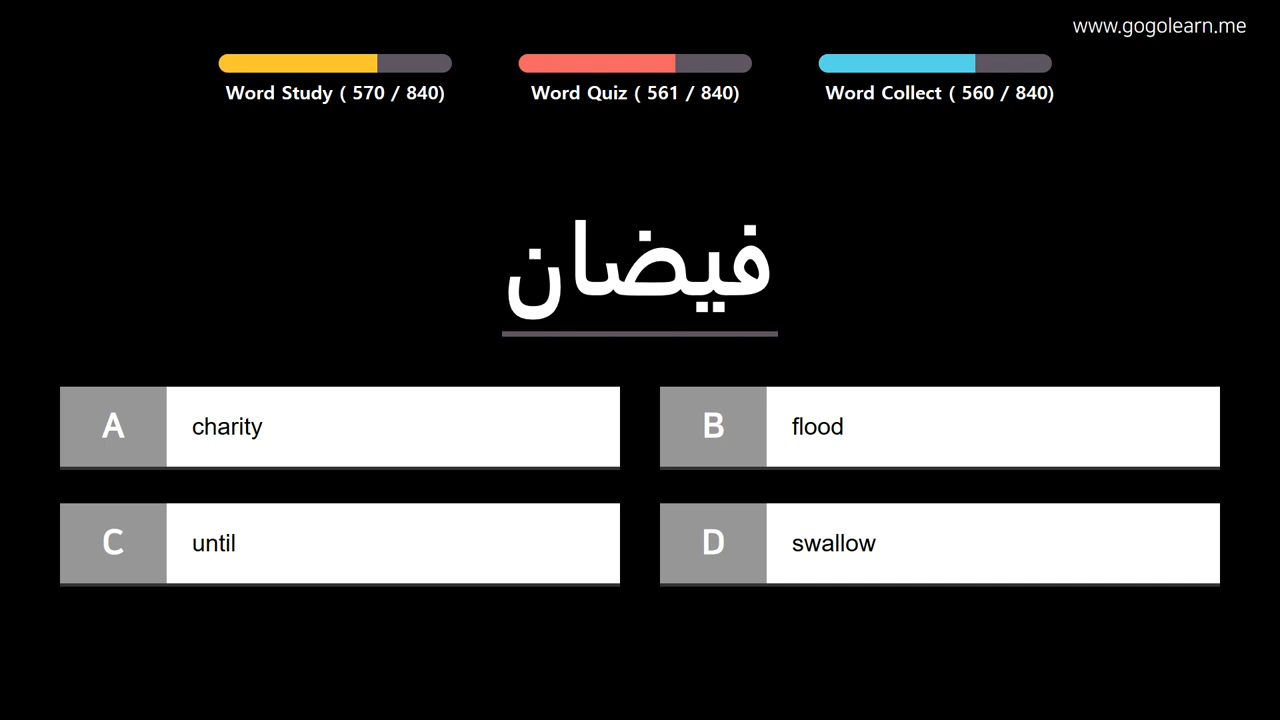 www.gogolearn.me
Word Study ( 570 / 840)
Word Quiz ( 561 / 840)
Word Collect ( 560 / 840)
فيضان
A charity
B flood
C until
D swallow